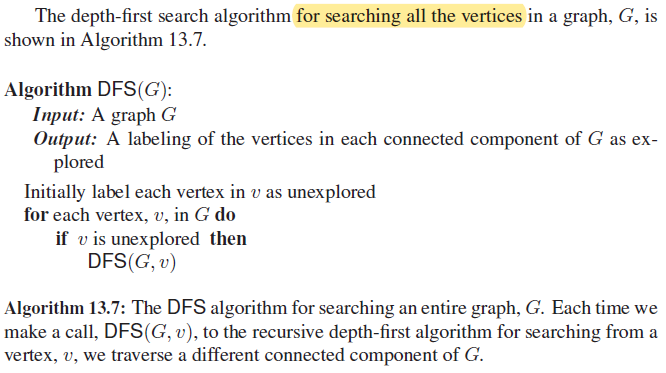 The depth-first search algorithm for searching all the vertices in a graph, G, is
shown in Algorithm 13.7.
Algorithm DFS(G):
Input: A graph G
Output: A labeling of the vertices in each connected component of G as ex-
plored
Initially label each vertex in v as unexplored
for each vertex, v, in G do
if v is unexplored then
DFS(G, v)
Algorithm 13.7: The DFS algorithm for searching an entire graph, G. Each time we
make a call, DFS(G, v), to the recursive depth-first algorithm for searching from a
vertex, v, we traverse a different connected component of G.